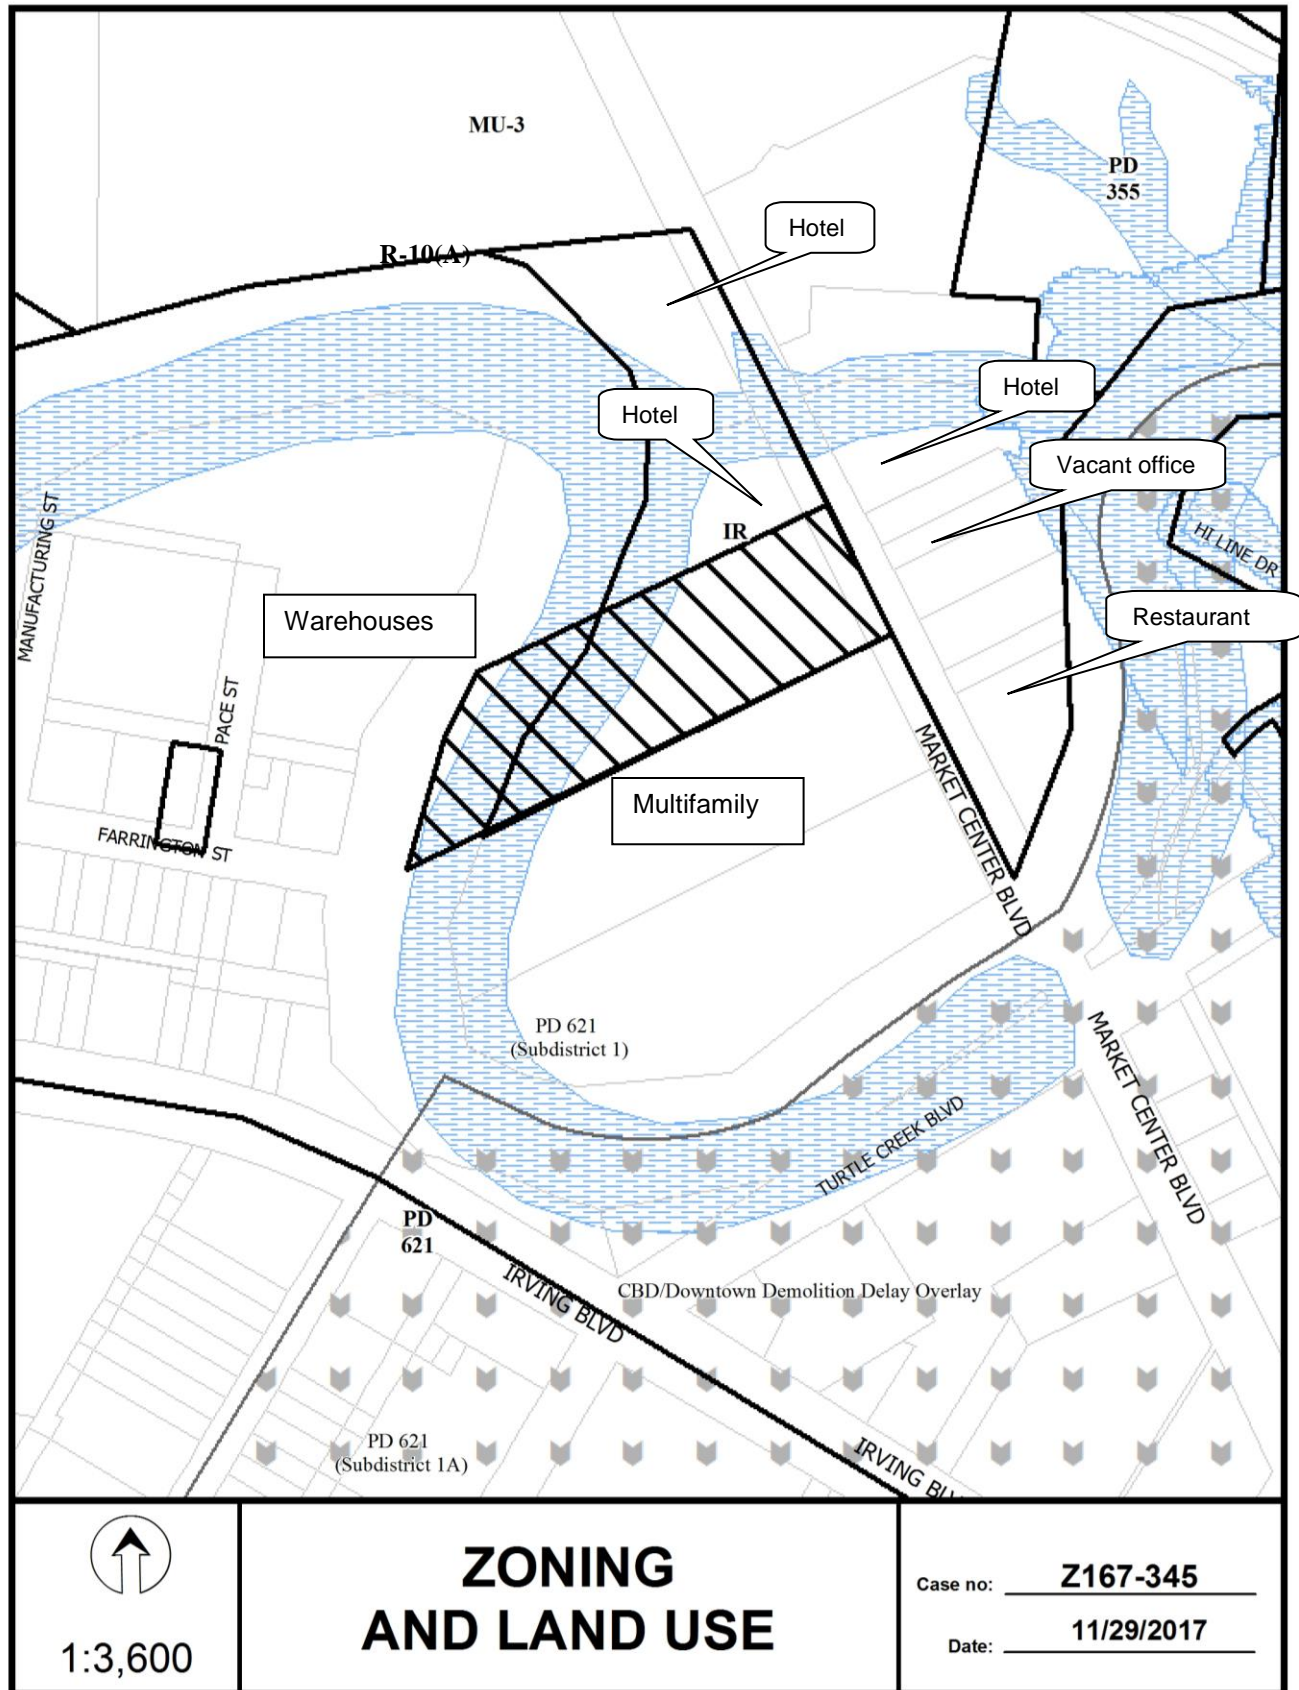 MU-3
PD
355
Hotel
R-10(A)
Hotel
Hotel
Vacant office
IR
HI LINE DR
MANUFACTURING ST
Warehouses
Restaurant
PACE ST
MARKET CENTER BLVD
Multifamily
FARRINGTON ST
PD 621
(Subdistrict 1)
MARKET CENTER BLVD
TURTLE CREEK BLVD
PD
621
IRVING BLVD
CBD/Downtown Demolition Delay Overlay
PD 621
(Subdistrict 1A)
IRVING BLV
1:3,600
ZONING
AND LAND USE
Case no: Z167-345
Date: 11/29/2017